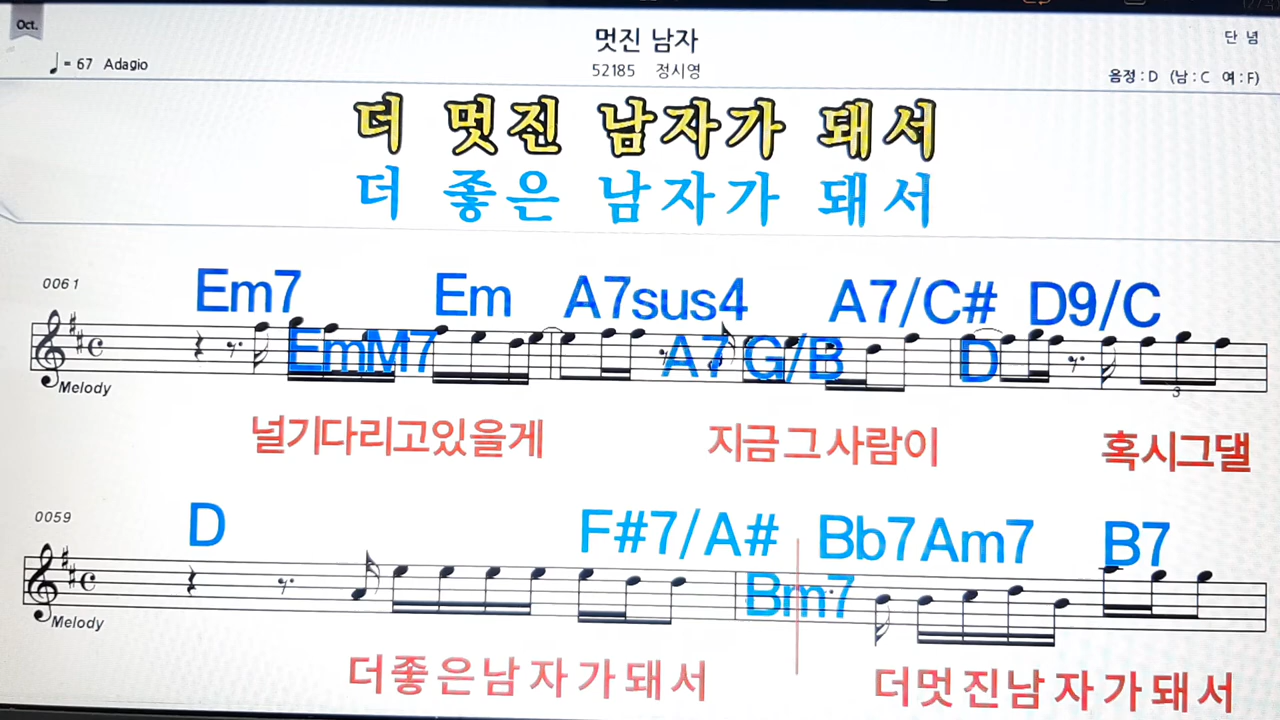 Oct.
멋진 남자
단 념
♩= 67 Adagio
52185 정시영
음정 : D (남 : C 여 : F)
더 멋진 남자가 돼서
더 좋은 남자가 돼서
0061
Em7 Em A7sus4 A7/C# D9/C
EmM7 A7 G/B D
Melody
3
널기다리고있을게 지금그사람이 혹시그댈
0059
D F#7/A# Bb7 Am7 B7
Bm7
Melody
더좋은남자가돼서 더멋진남자가돼서